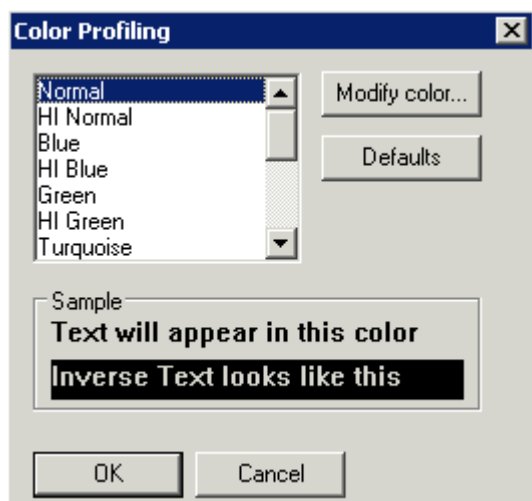 Color Profiling
Normal
HI Normal
Blue
HI Blue
Green
HI Green
Turquoise
Modify color...
Defaults
Sample
Text will appear in this color
Inverse Text looks like this
OK
Cancel